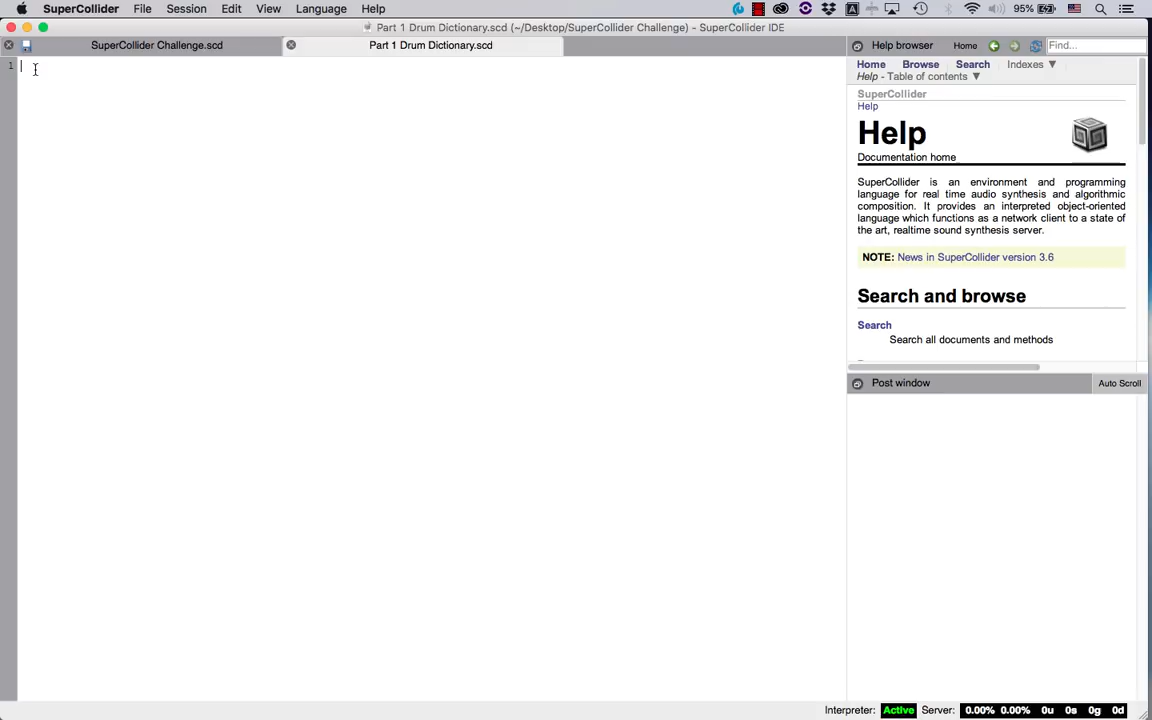 SuperCollider File Session Edit View Language Help 95%
Part 1 Drum Dictionary.scd (~/Desktop/SuperCollider Challenge) - SuperCollider IDE
SuperCollider Challenge.scd Part 1 Drum Dictionary.scd
1
Help browser Home Find...
Home Browse Search Indexes ▼
Help - Table of contents ▼
SuperCollider
Help
Help
Documentation home
SuperCollider is an environment and programming
language for real time audio synthesis and algorithmic
composition. It provides an interpreted object-oriented
language which functions as a network client to a state of
the art, realtime sound synthesis server.
NOTE: News in SuperCollider version 3.6
Search and browse
Search
Search all documents and methods
Post window Auto Scroll
Interpreter: Active Server: 0.00% 0.00% 0u 0s 0g 0d